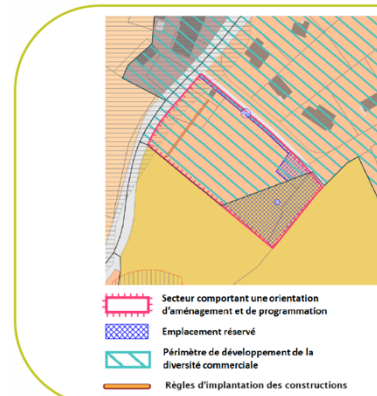 Secteur comportant une orientation
d'aménagement et de programmation
Emplacement réservé
Périmètre de développement de la
diversité commerciale
Règles d'implantation des constructions